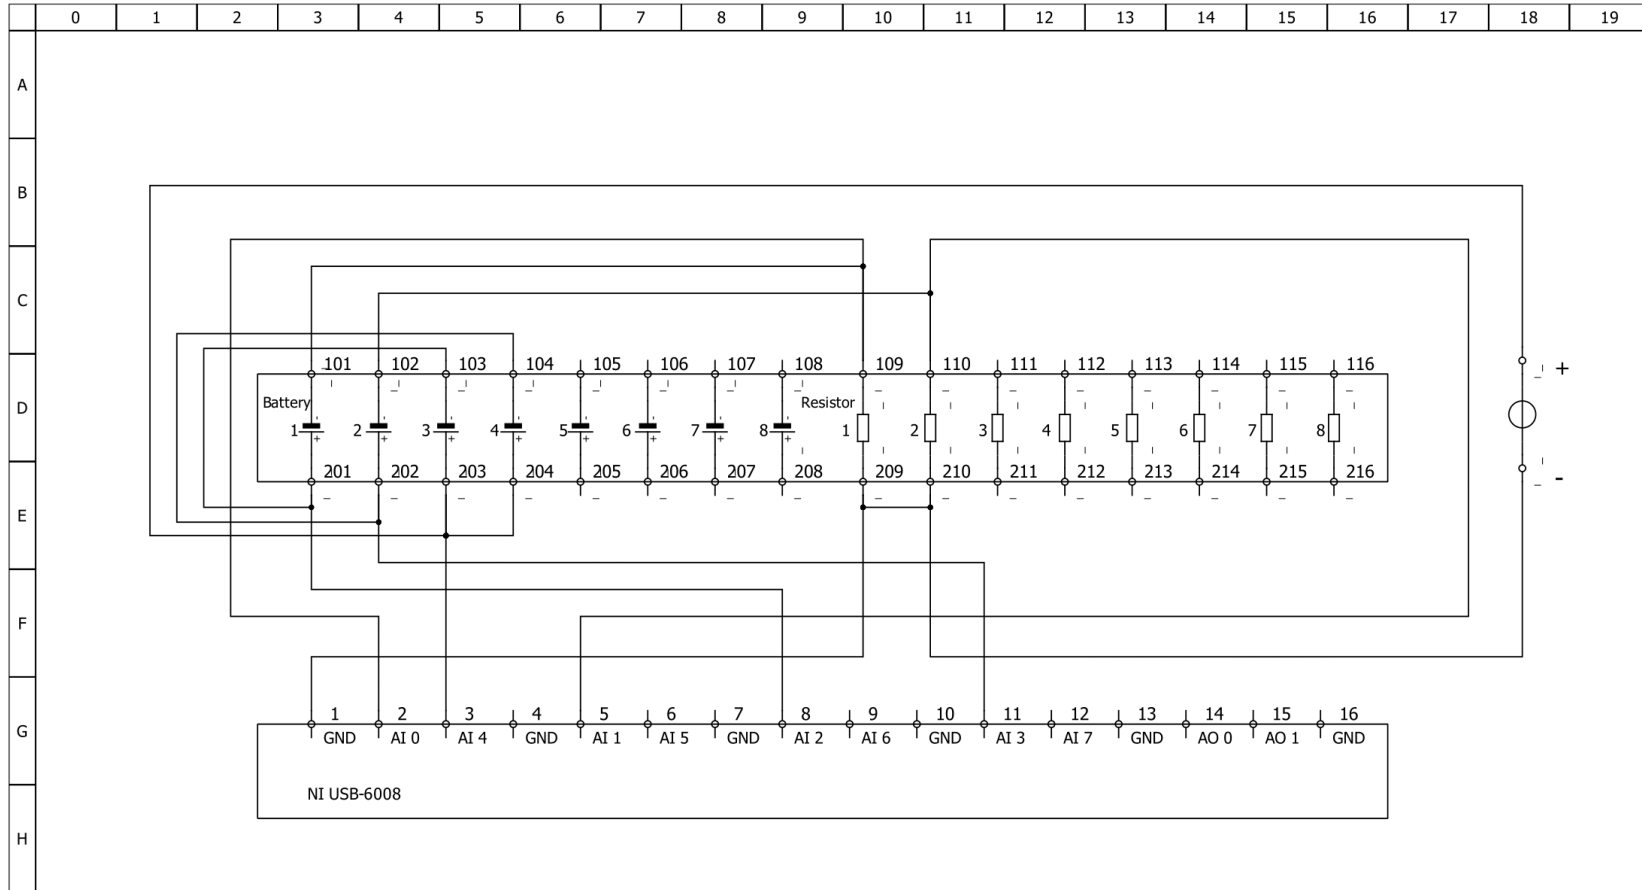 0 1 2 3 4 5 6 7 8 9 10 11 12 13 14 15 16 17 18 19
A
B
C
101 102 103 104 105 106 107 108 109 110 111 112 113 114 115 116
+
D
Battery Resistor
1 2 3 4 5 6 7 8 1 2 3 4 5 6 7 8
201 202 203 204 205 206 207 208 209 210 211 212 213 214 215 216
-
E
F
1 2 3 4 5 6 7 8 9 10 11 12 13 14 15 16
G
GND AI 0 AI 4 GND AI 1 AI 5 GND AI 2 AI 6 GND AI 3 AI 7 GND AO 0 AO 1 GND
NI USB-6008
H